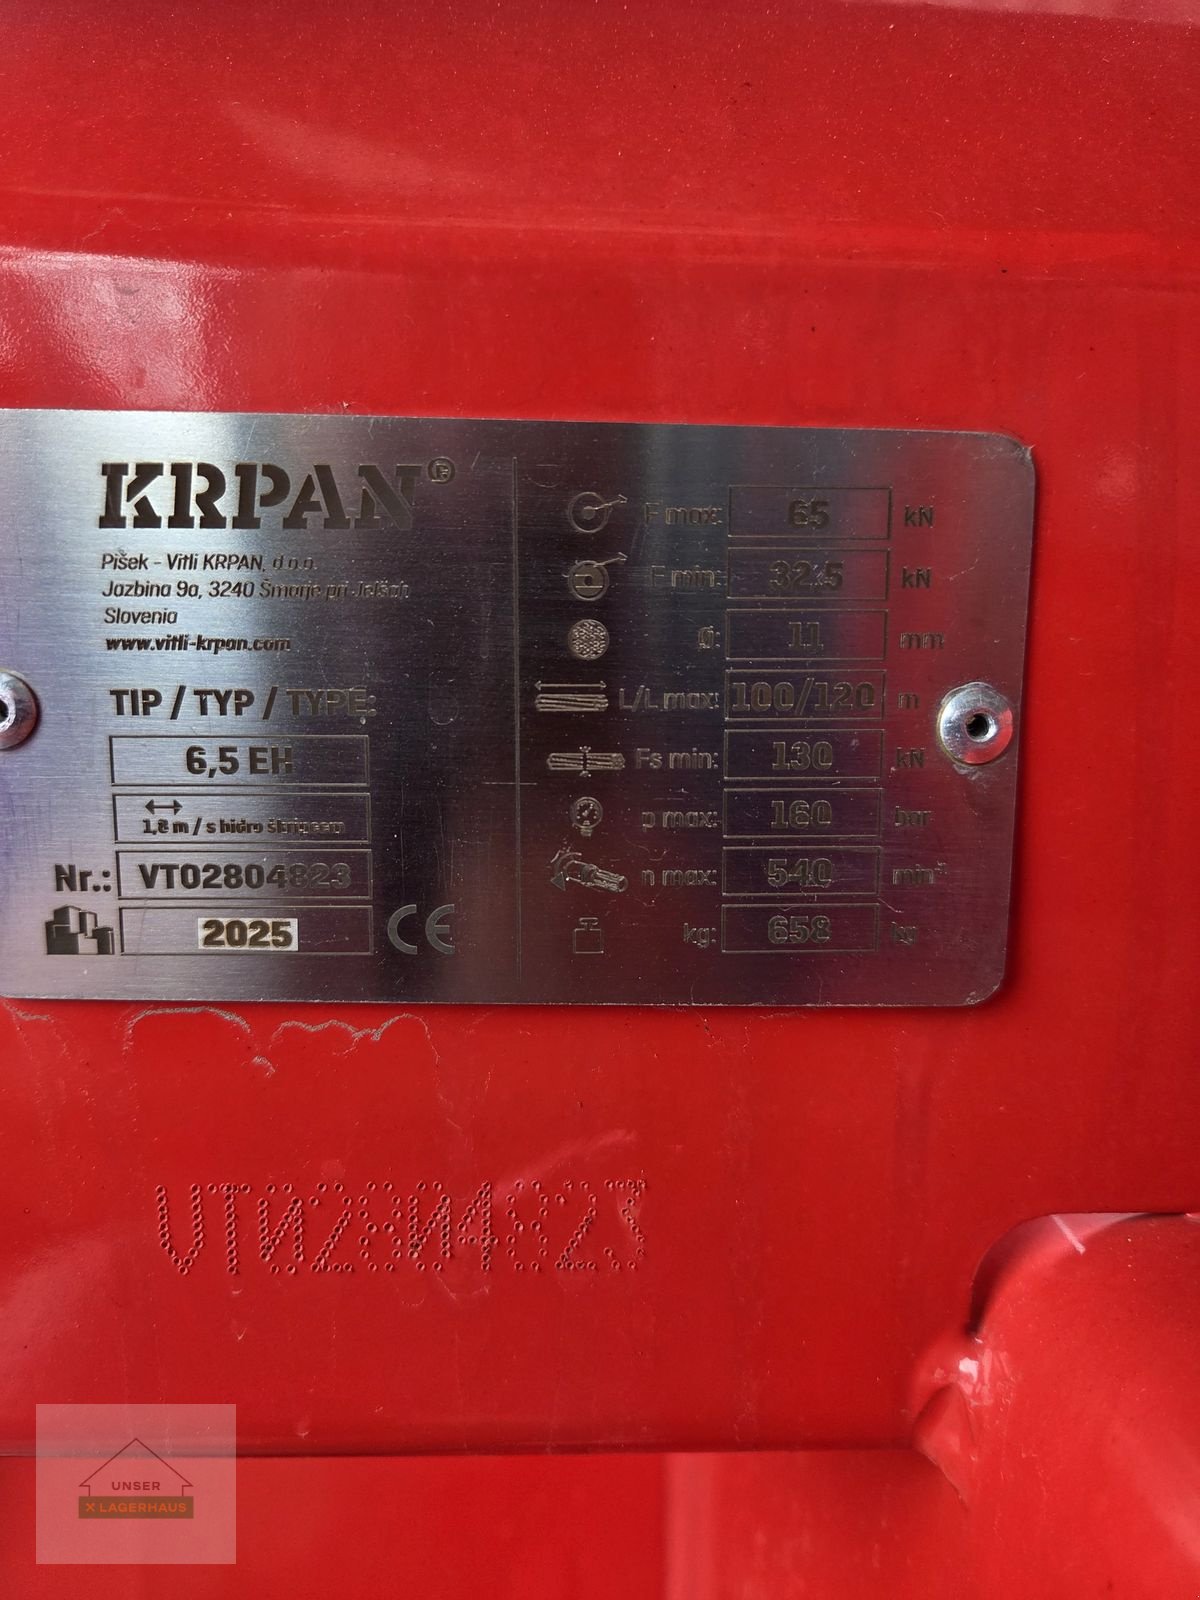 KRPAN®
Pišek - Vitli KRPAN, d.o.o.
Jazbina 9a, 3240 Šmarje pri Jelšah
Slovenia
www.vitli-krpan.com
TIP / TYP / TYPE:
6,5 EH
1,8 m / s hidro škripcem
Nr.: VT02804823
2025 CE
F max: 65 kN
F min: 32.5 kN
Ø: 11 mm
L/L max: 100/120 m
Fs min: 130 kN
p max: 160 bar
n max: 540 min⁻¹
kg: 658 kg
VT02804823
UNSER
X LAGERHAUS